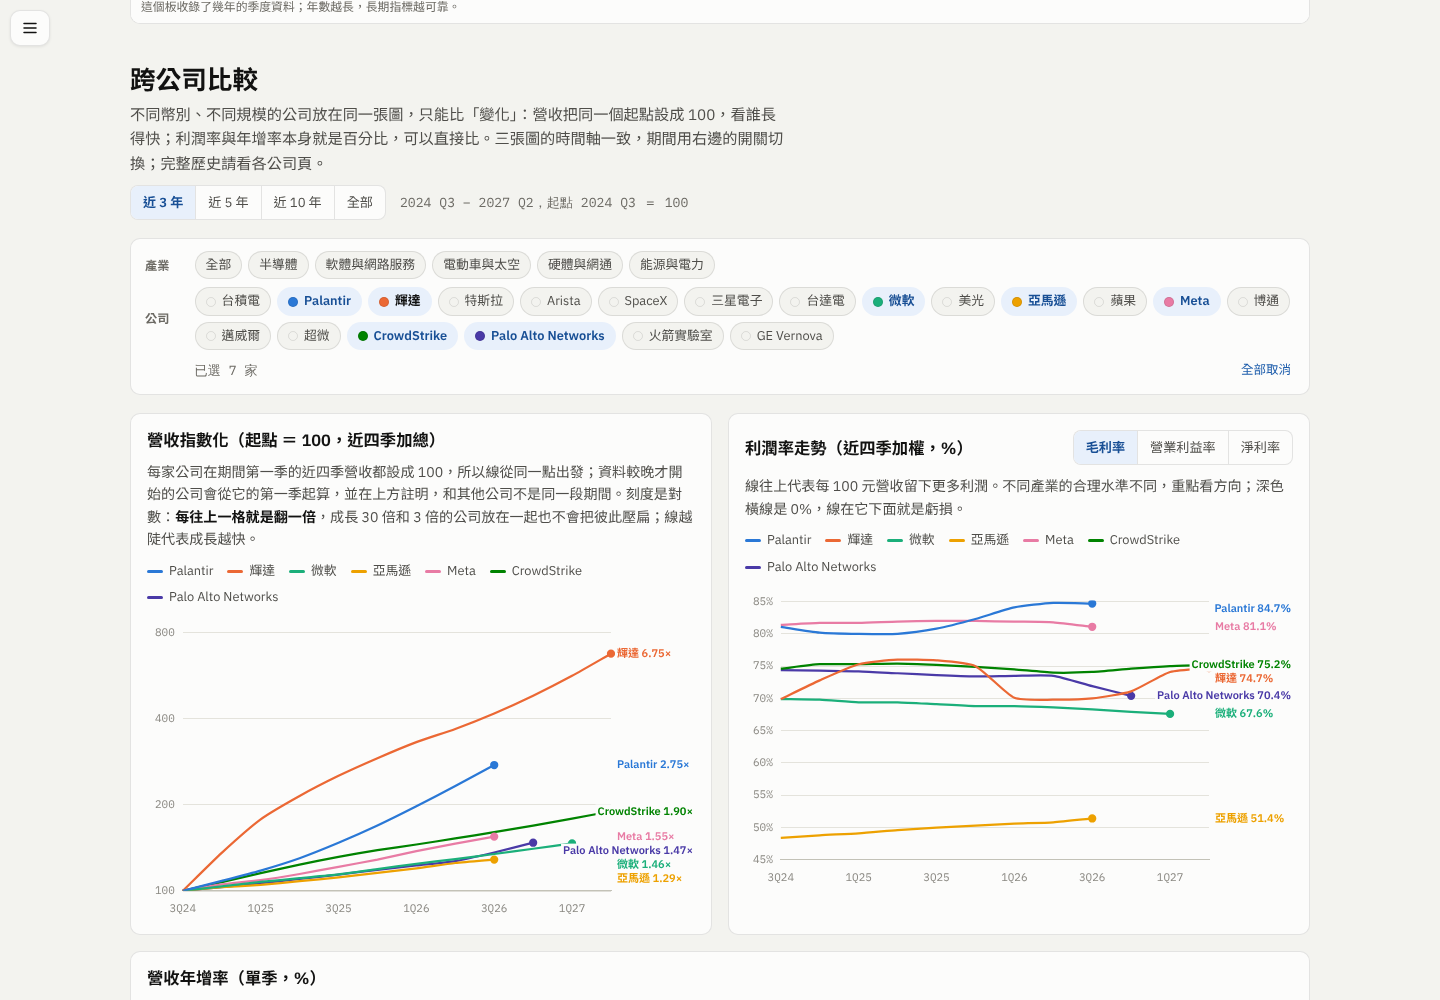 這個板收錄了幾年的季度資料；年數越長，長期指標越可靠。
跨公司比較
不同幣別、不同規模的公司放在同一張圖，只能比「變化」：營收把同一個起點設成 100，看誰長
得快；利潤率與年增率本身就是百分比，可以直接比。三張圖的時間軸一致，期間用右邊的開關切
換；完整歷史請看各公司頁。
近 3 年 近 5 年 近 10 年 全部 2024 Q3 – 2027 Q2，起點 2024 Q3 = 100
產業 全部 半導體 軟體與網路服務 電動車與太空 硬體與網通 能源與電力
公司
台積電 Palantir 輝達 特斯拉 Arista SpaceX 三星電子 台達電 微軟 美光 亞馬遜 蘋果 Meta 博通
邁威爾 超微 CrowdStrike Palo Alto Networks 火箭實驗室 GE Vernova
已選 7 家 全部取消
營收指數化（起點 ＝ 100，近四季加總）
每家公司在期間第一季的近四季營收都設成 100，所以線從同一點出發；資料較晚才開
始的公司會從它的第一季起算，並在上方註明，和其他公司不是同一段期間。刻度是對
數：每往上一格就是翻一倍，成長 30 倍和 3 倍的公司放在一起也不會把彼此壓扁；線越
陡代表成長越快。
Palantir 輝達 微軟 亞馬遜 Meta CrowdStrike
Palo Alto Networks
800
400
200
100
輝達 6.75×
Palantir 2.75×
CrowdStrike 1.90×
Meta 1.55×
Palo Alto Networks 1.47×
微軟 1.46×
亞馬遜 1.29×
3Q24 1Q25 3Q25 1Q26 3Q26 1Q27
利潤率走勢（近四季加權，%）
毛利率 營業利益率 淨利率
線往上代表每 100 元營收留下更多利潤。不同產業的合理水準不同，重點看方向；深色
橫線是 0%，線在它下面就是虧損。
Palantir 輝達 微軟 亞馬遜 Meta CrowdStrike
Palo Alto Networks
85%
80%
75%
70%
65%
60%
55%
50%
45%
Palantir 84.7%
Meta 81.1%
CrowdStrike 75.2%
輝達 74.7%
Palo Alto Networks 70.4%
微軟 67.6%
亞馬遜 51.4%
3Q24 1Q25 3Q25 1Q26 3Q26 1Q27
營收年增率（單季，%）